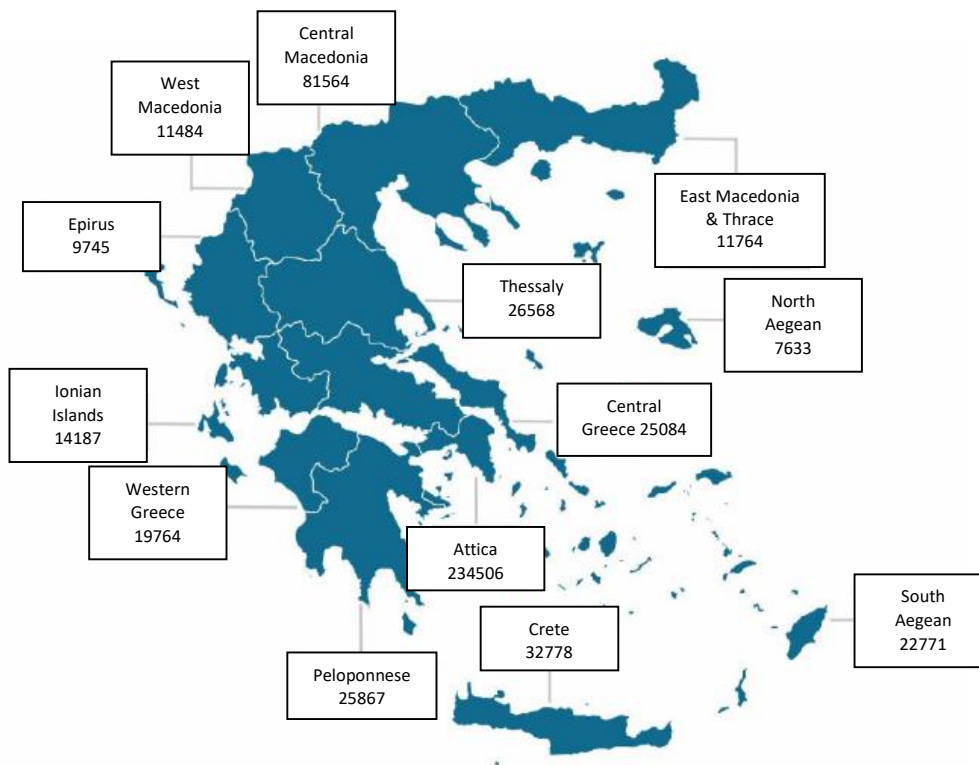 Central
Macedonia
81564
West
Macedonia
11484
East Macedonia
& Thrace
11764
Epirus
9745
Thessaly
26568
North
Aegean
7633
Ionian
Islands
14187
Central
Greece 25084
Western
Greece
19764
Attica
234506
South
Aegean
22771
Crete
32778
Peloponnese
25867